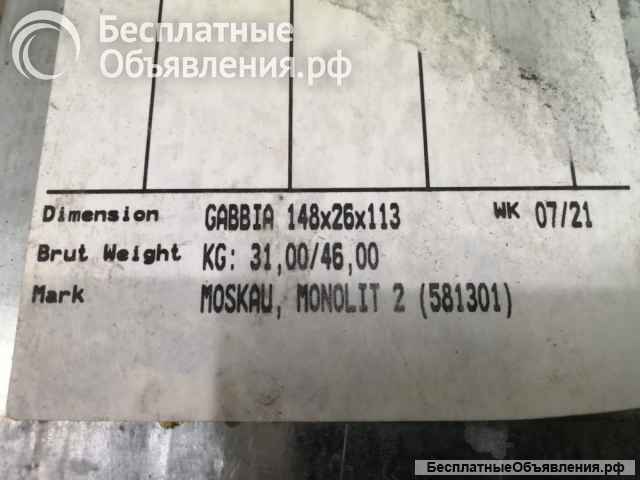 Бесплатные
Объявления.рф
Dimension GABBIA 148x26x113 WK 07/21
Brut Weight KG: 31,00/46,00
Mark MOSKAU, MONOLIT 2 (581301)
БесплатныеОбъявления.рф